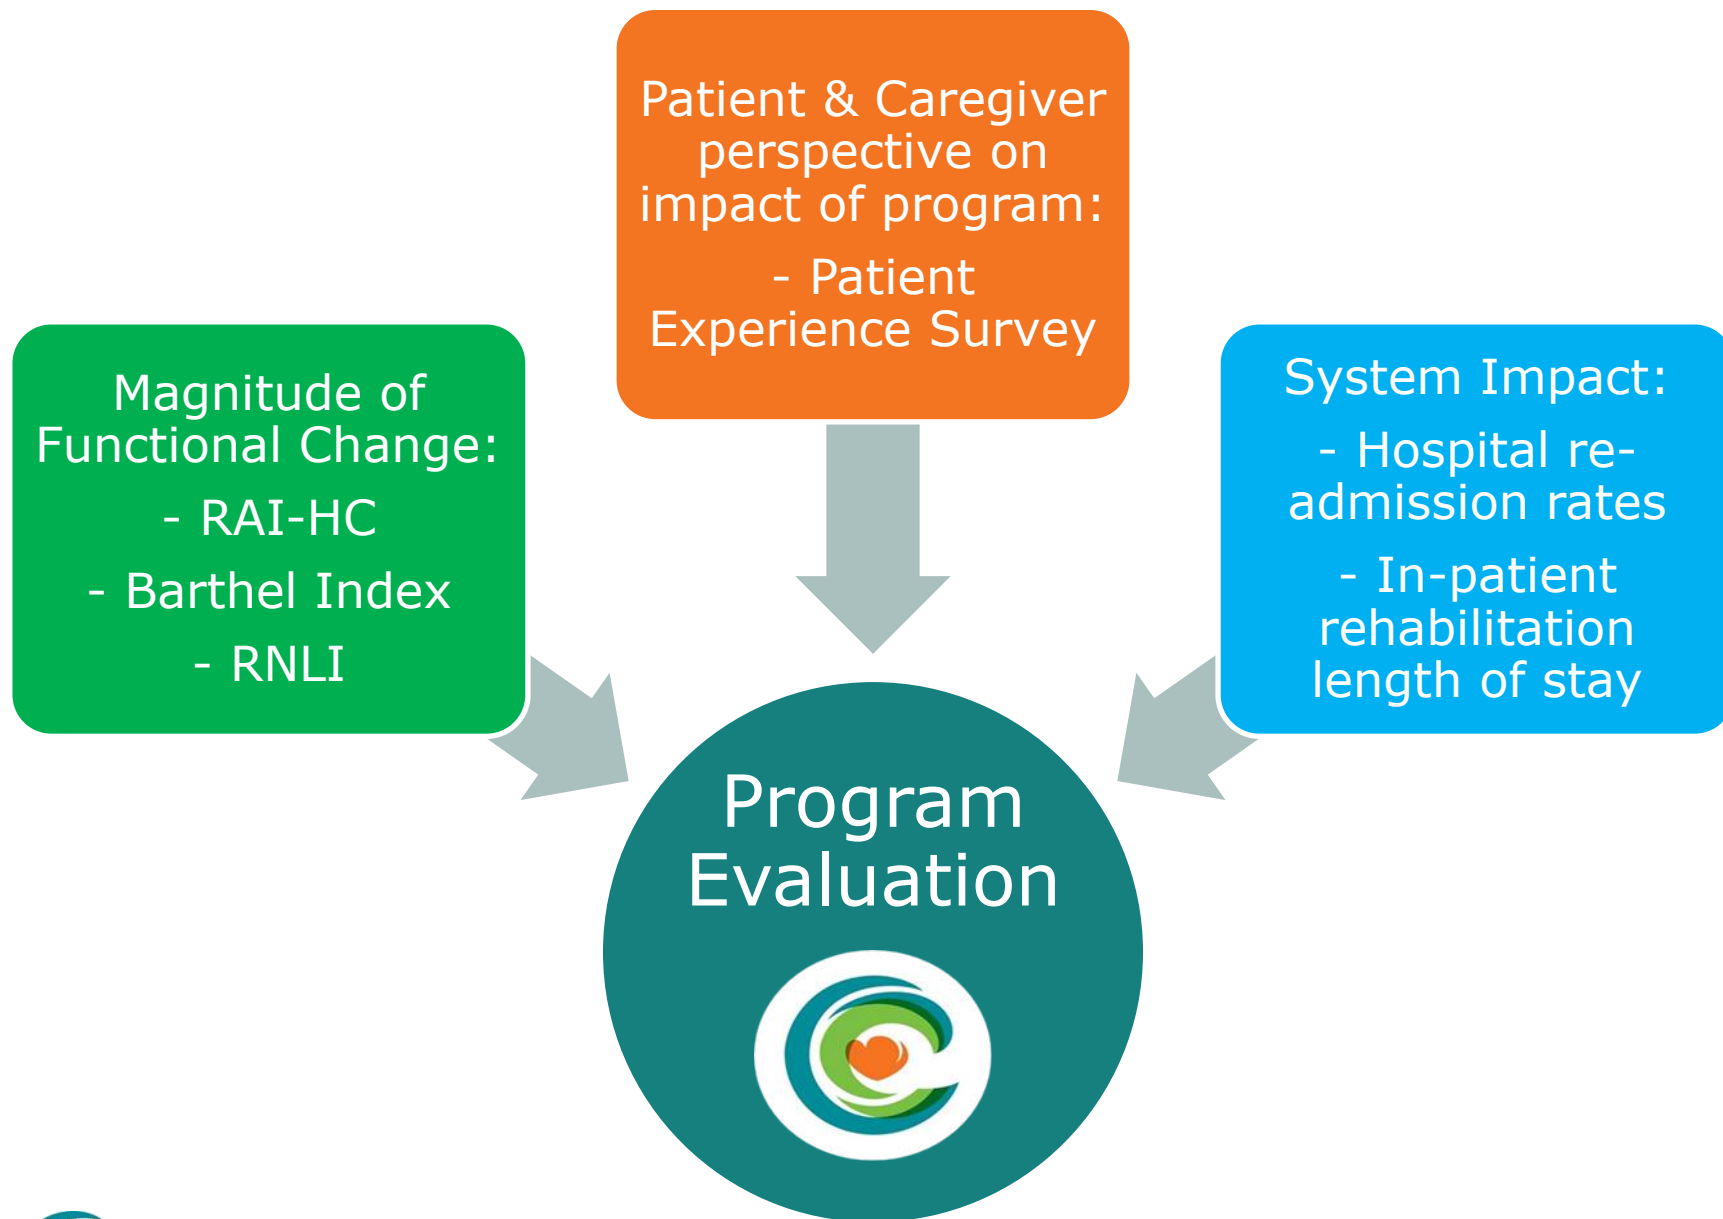 Patient & Caregiver
perspective on
impact of program:
- Patient
Experience Survey
Magnitude of
Functional Change:
- RAI-HC
- Barthel Index
- RNLI
System Impact:
- Hospital re-
admission rates
- In-patient
rehabilitation
length of stay
Program
Evaluation